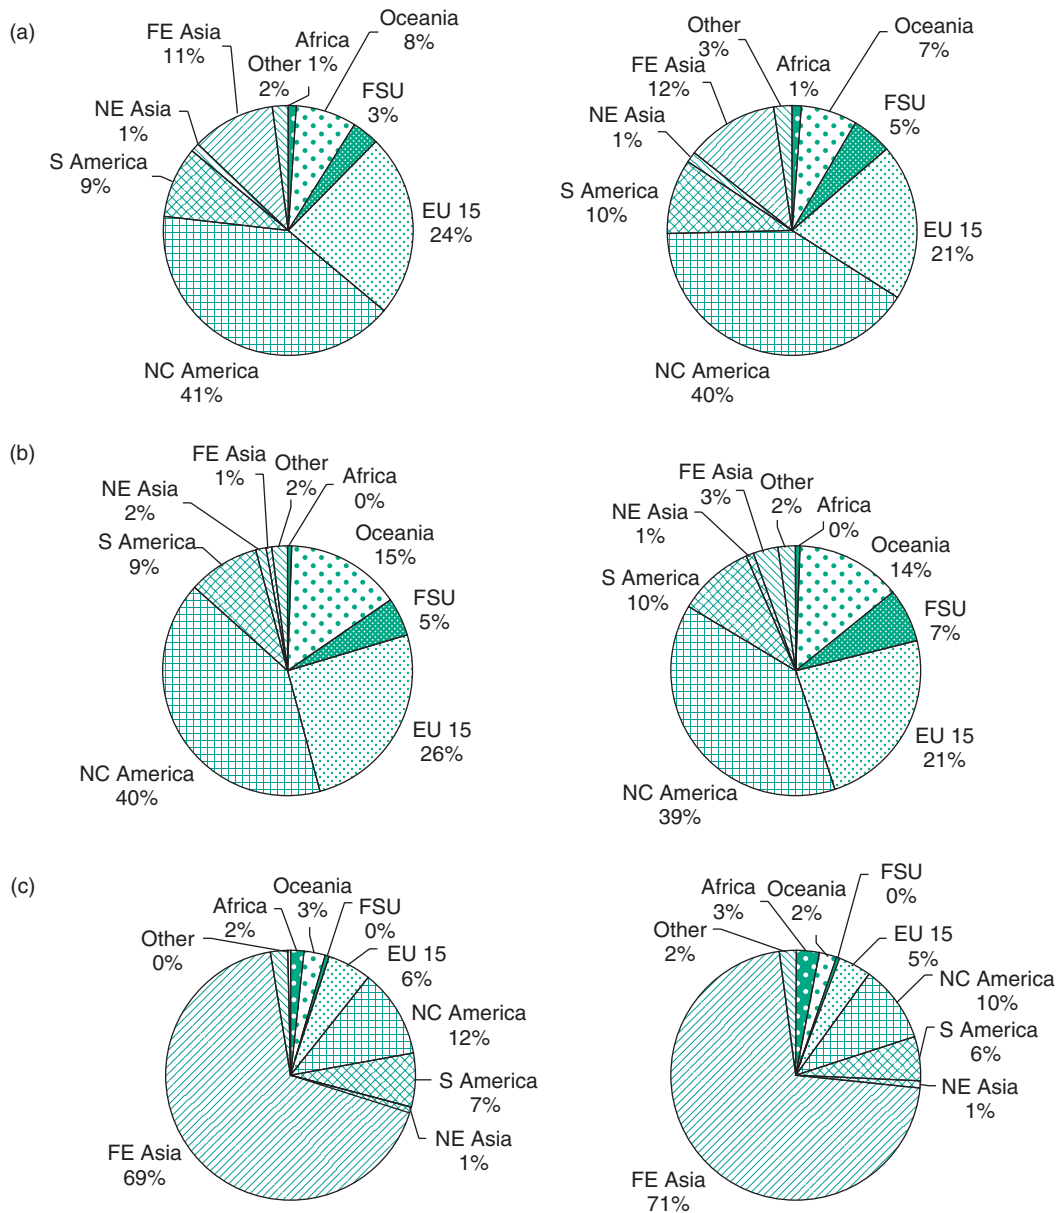 (a)
FE Asia
11%
Other
2%
Africa
1%
Oceania
8%
FSU
3%
NE Asia
1%
S America
9%
EU 15
24%
NC America
41%
Other
3%
FE Asia
12%
Africa
1%
Oceania
7%
FSU
5%
NE Asia
1%
S America
10%
EU 15
21%
NC America
40%
(b)
FE Asia
1%
Other
2%
Africa
0%
NE Asia
2%
S America
9%
Oceania
15%
FSU
5%
EU 15
26%
NC America
40%
FE Asia
3%
Other
2%
Africa
0%
NE Asia
1%
Oceania
14%
S America
10%
FSU
7%
EU 15
21%
NC America
39%
(c)
Oceania
3%
Africa
2%
FSU
0%
Other
0%
EU 15
6%
NC America
12%
S America
7%
NE Asia
1%
FE Asia
69%
FSU
0%
Africa
3%
Oceania
2%
Other
2%
EU 15
5%
NC America
10%
S America
6%
NE Asia
1%
FE Asia
71%